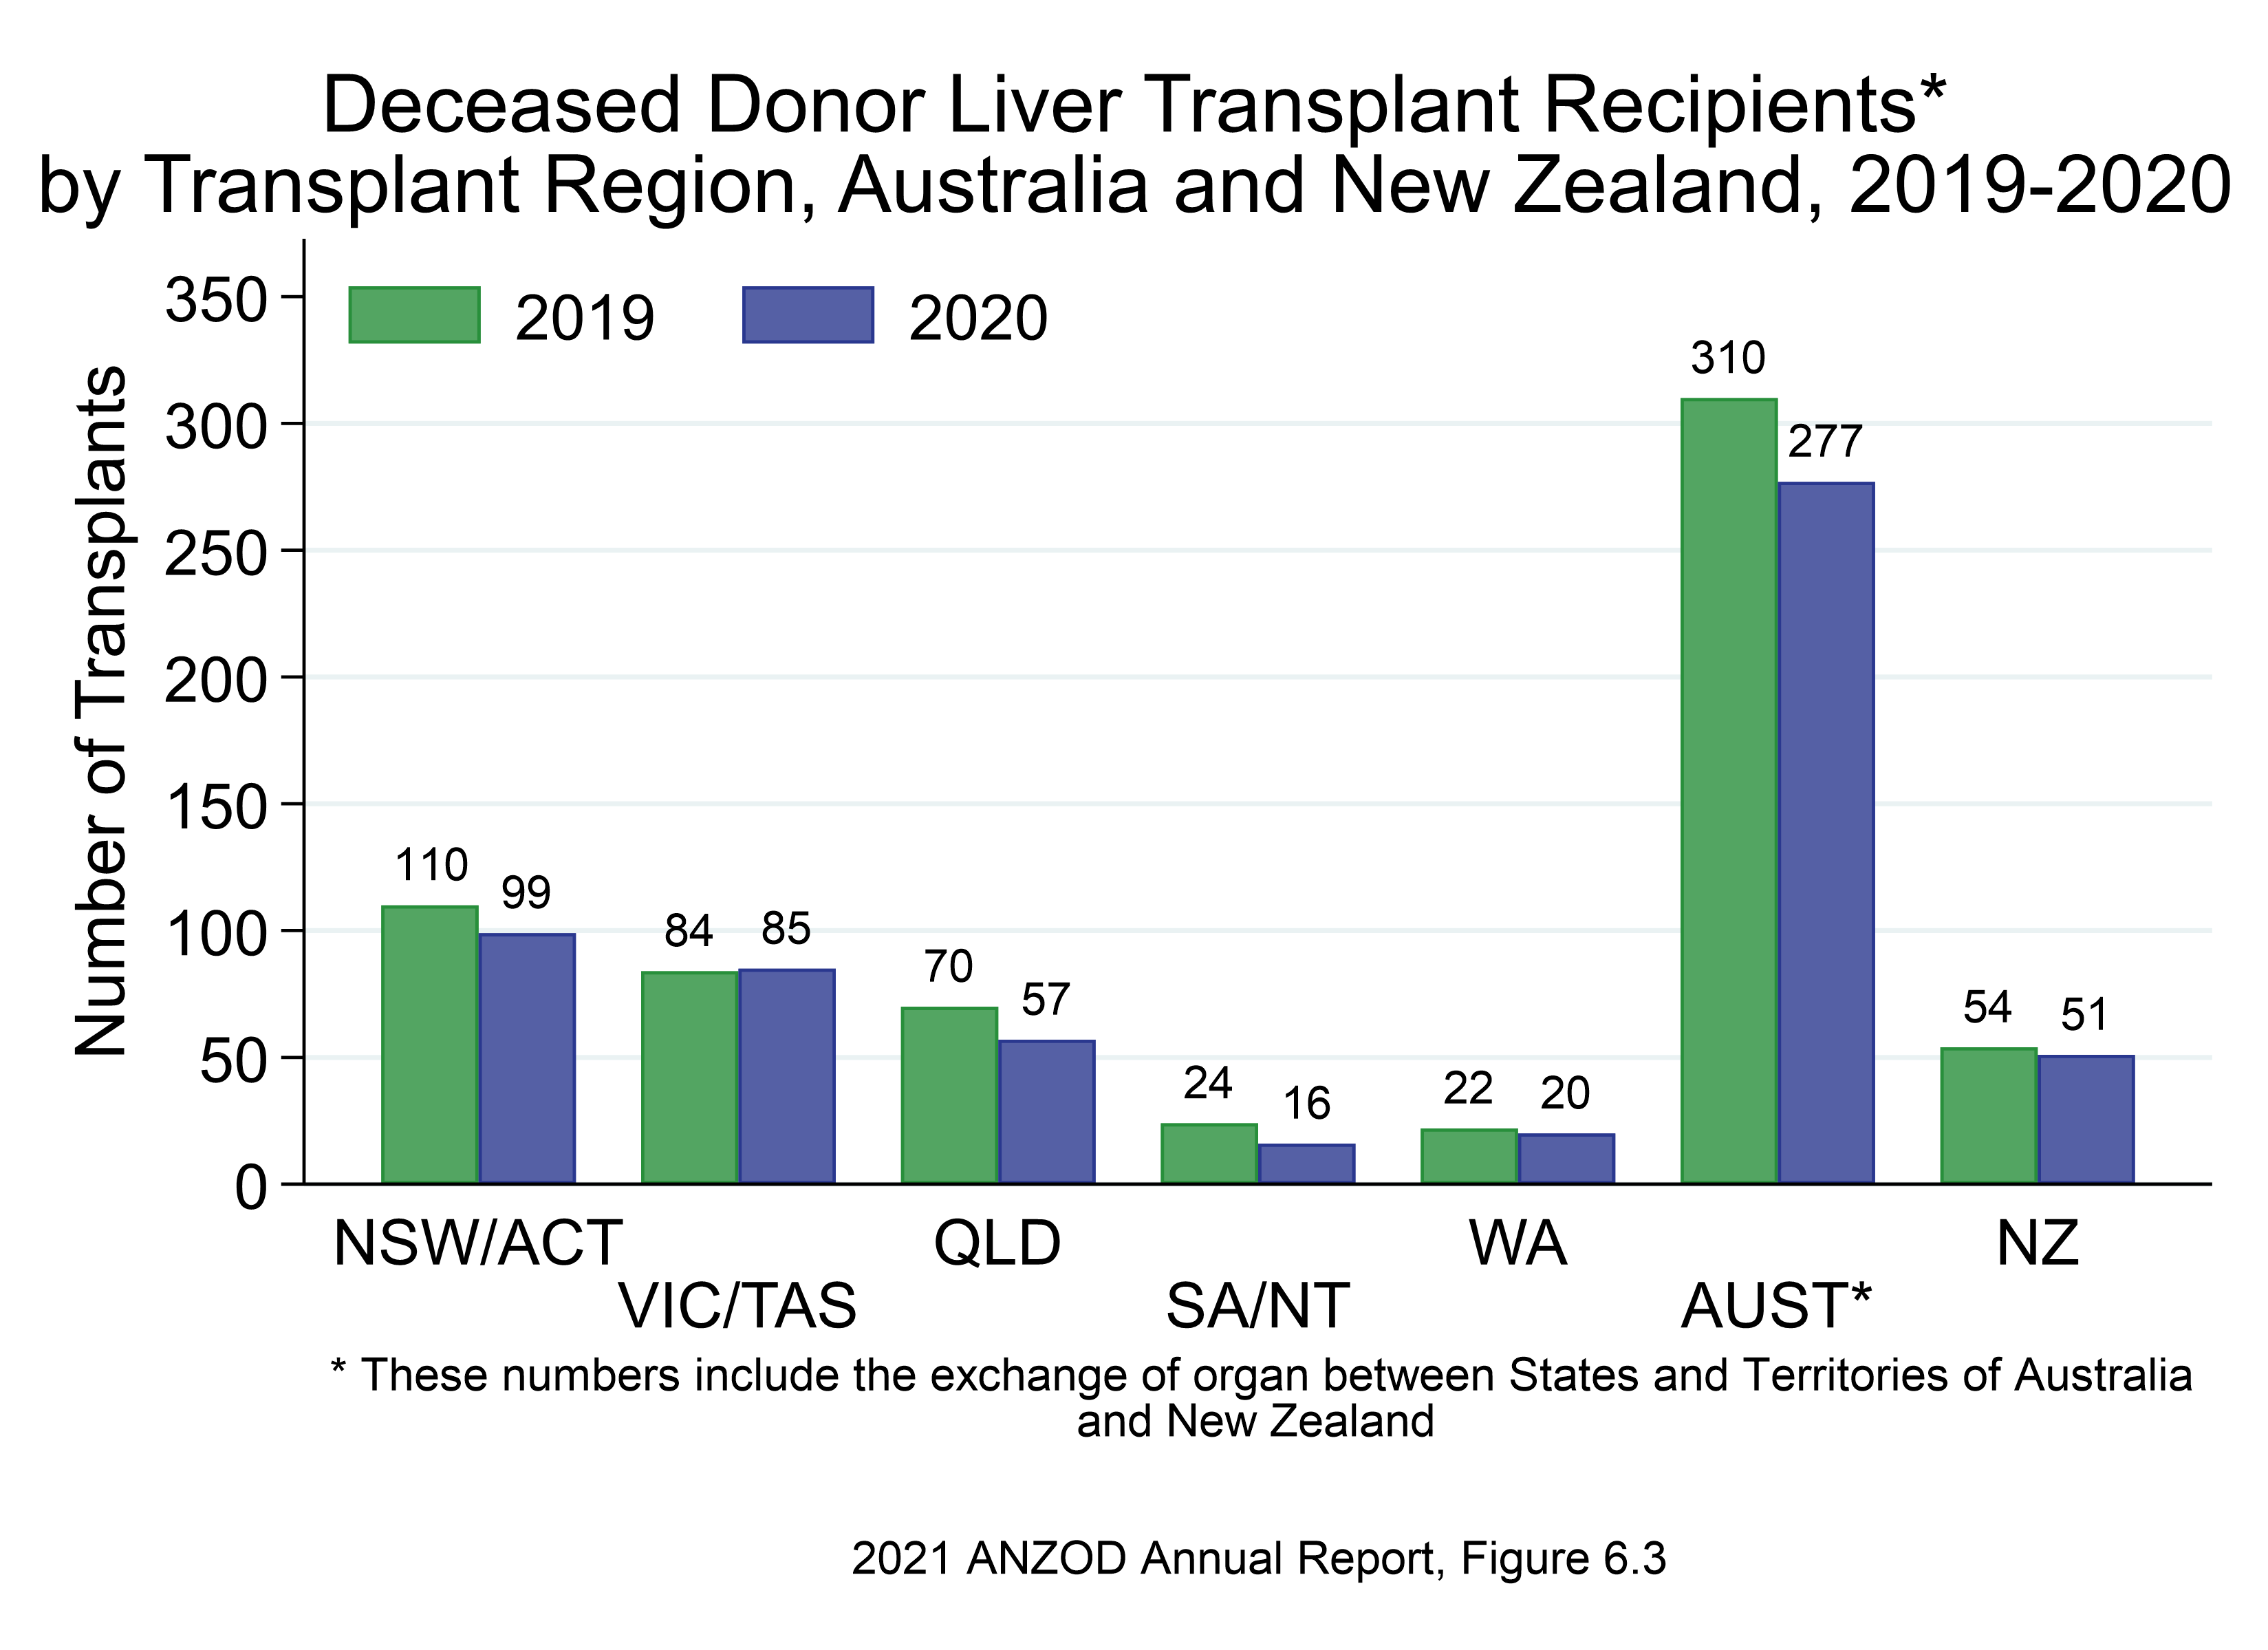 Deceased Donor Liver Transplant Recipients*
by Transplant Region, Australia and New Zealand, 2019-2020
2019 2020
Number of Transplants
350
300
250
200
150
100
50
0
110 99 84 85 70 57 24 16 22 20 310 277 54 51
NSW/ACT QLD WA NZ
VIC/TAS SA/NT AUST*
* These numbers include the exchange of organ between States and Territories of Australia
and New Zealand
2021 ANZOD Annual Report, Figure 6.3